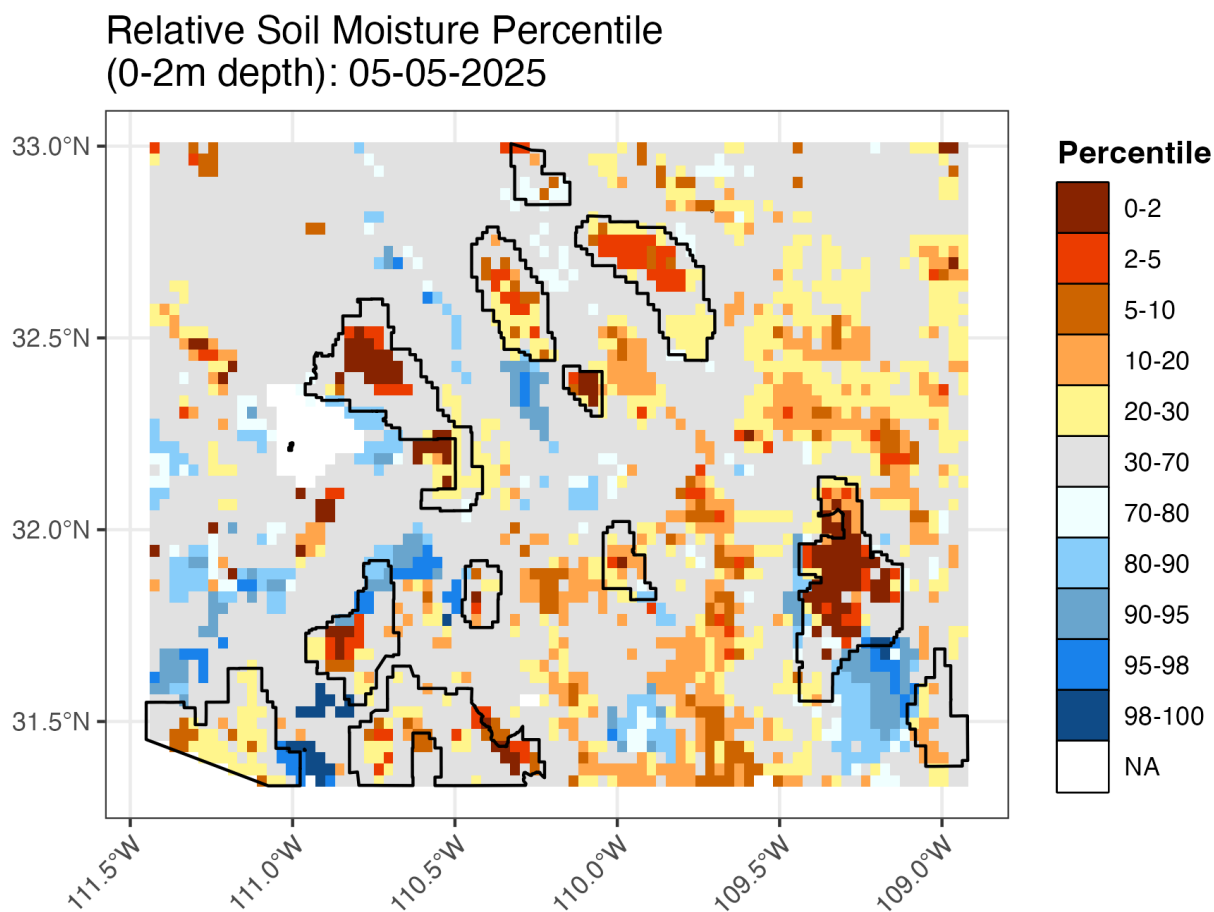 Relative Soil Moisture Percentile
(0-2m depth): 05-05-2025
33.0°N
32.5°N
32.0°N
31.5°N
111.5°W
111.0°W
110.5°W
110.0°W
109.5°W
109.0°W
Percentile
0-2
2-5
5-10
10-20
20-30
30-70
70-80
80-90
90-95
95-98
98-100
NA